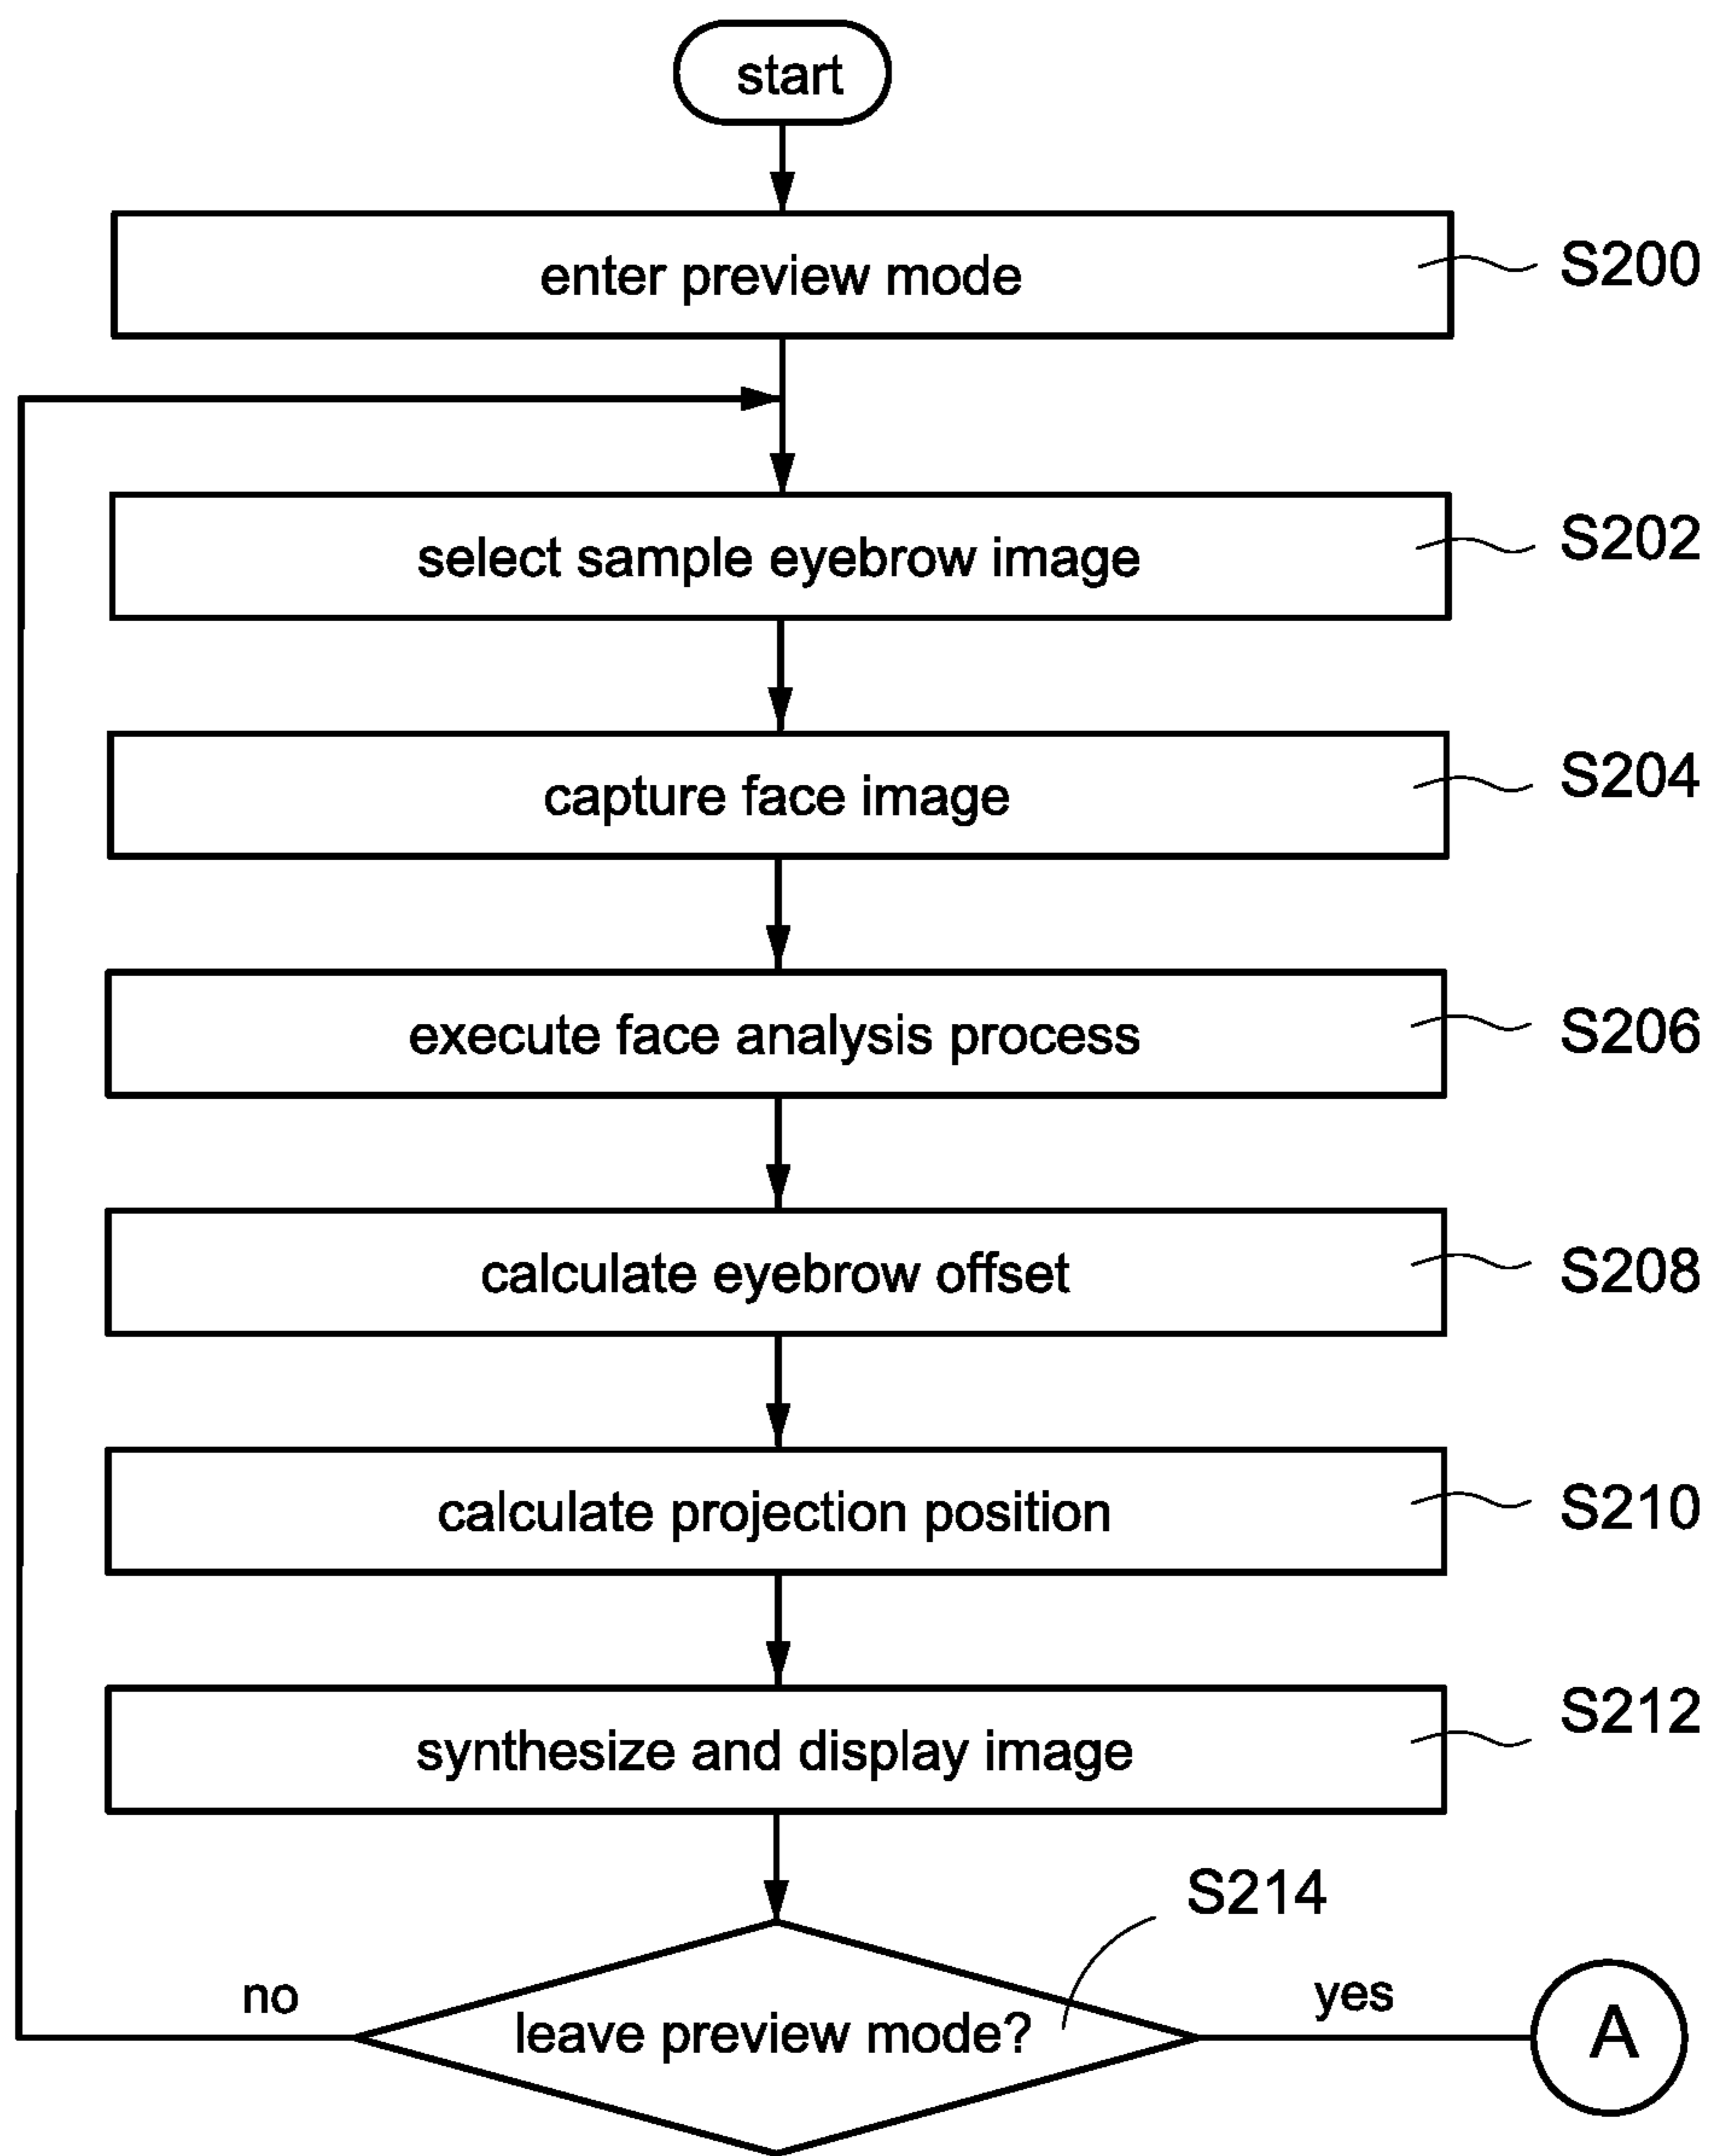 start
enter preview mode
S200
select sample eyebrow image
S202
capture face image
S204
execute face analysis process
S206
calculate eyebrow offset
S208
calculate projection position
S210
synthesize and display image
S212
S214
no
leave preview mode?
yes
A